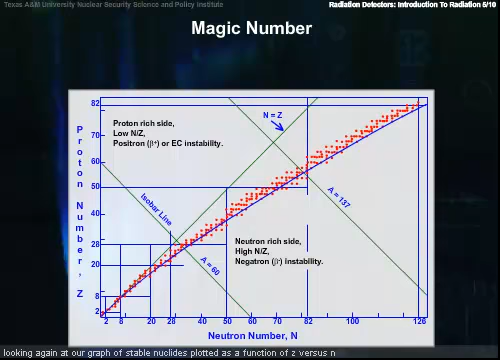 Texas A&M University Nuclear Security Science and Policy Institute
Radiation Detectors: Introduction To Radiation 5/10
Magic Number
Proton rich side,
Low N/Z,
Positron (β⁺) or EC instability.
N = Z
Isobar Line
A = 137
A = 60
Neutron rich side,
High N/Z,
Negatron (β⁻) instability.
Proton Number, Z
82
70
60
50
40
28
20
8
2
2 8 20 28 40 50 60 70 82 126
Neutron Number, N
looking again at our graph of stable nuclides plotted as a function of z versus n